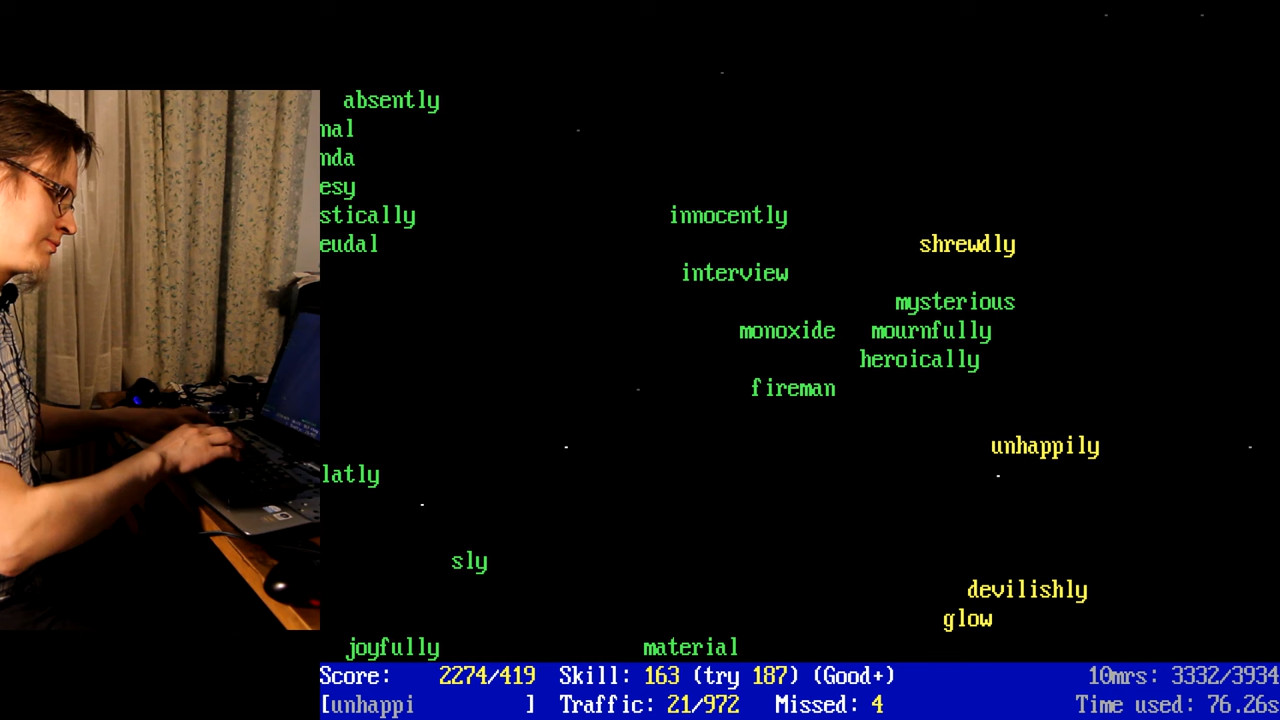 absently
nal
nda
esy
stically innocently
eudal shrewdly
interview
mysterious
monoxide mournfully
heroically
fireman
unhappily
latly
sly
devilishly
glow
joyfully material
Score: 2274/419 Skill: 163 (try 187) (Good+) 10mrs: 3332/3934
[unhappi ] Traffic: 21/972 Missed: 4 Time used: 76.26s